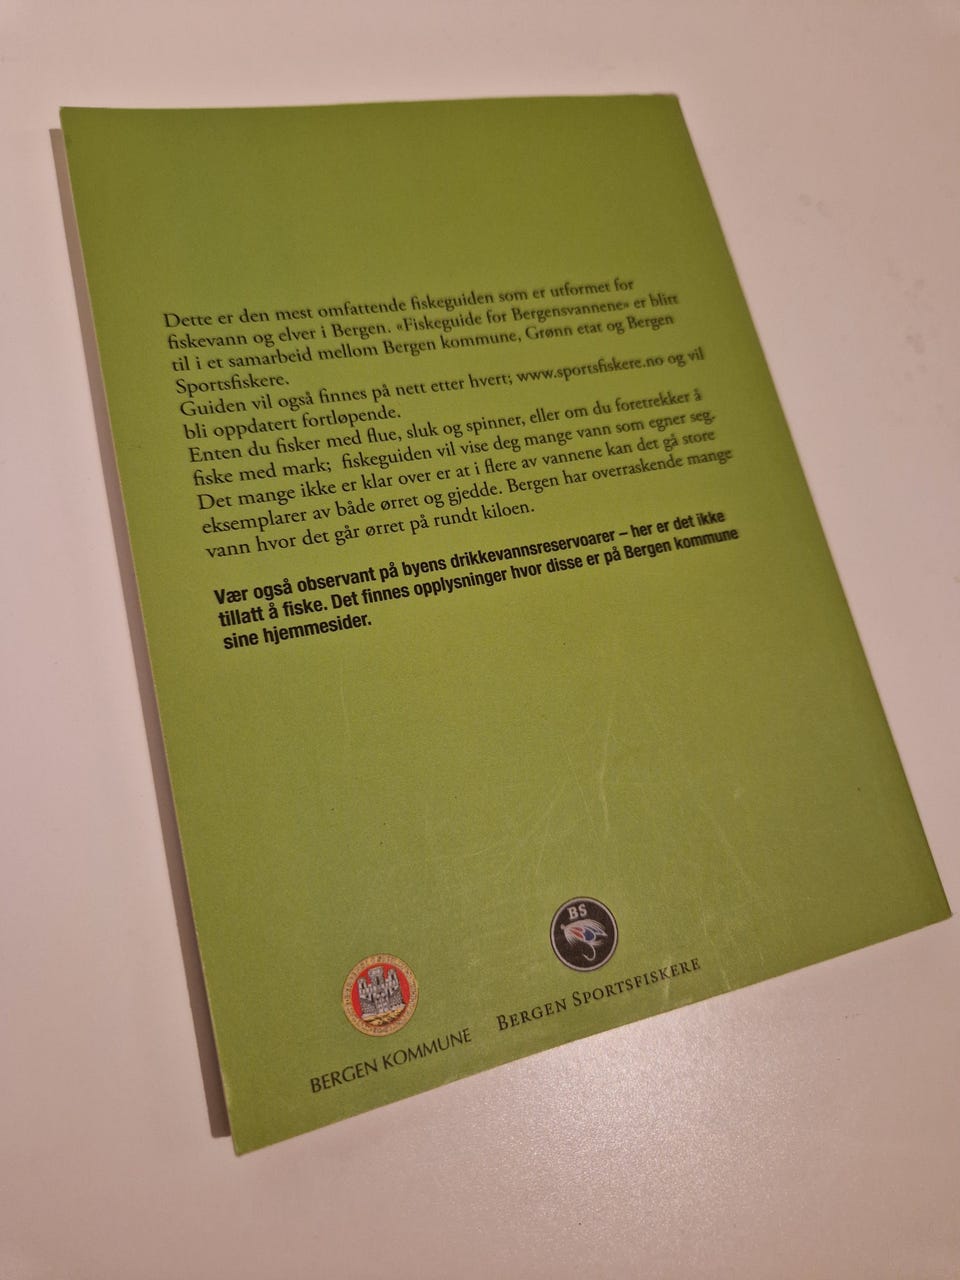 Dette er den mest omfattende fiskeguiden som er utformet for
fiskevann og elver i Bergen. «Fiskeguide for Bergensvannene» er blitt
til i et samarbeid mellom Bergen kommune, Grønn etat og Bergen
Sportsfiskere.
Guiden vil også finnes på nett etter hvert; www.sportsfiskere.no og vil
bli oppdatert fortløpende.
Enten du fisker med flue, sluk og spinner, eller om du foretrekker å
fiske med mark; fiskeguiden vil vise deg mange vann som egner seg.
Det mange ikke er klar over er at i flere av vannene kan det gå store
eksemplarer av både ørret og gjedde. Bergen har overraskende mange
vann hvor det går ørret på rundt kiloen.
Vær også observant på byens drikkevannsreservoarer – her er det ikke
tillatt å fiske. Det finnes opplysninger hvor disse er på Bergen kommune
sine hjemmesider.
BS
BERGEN KOMMUNE
BERGEN SPORTSFISKERE